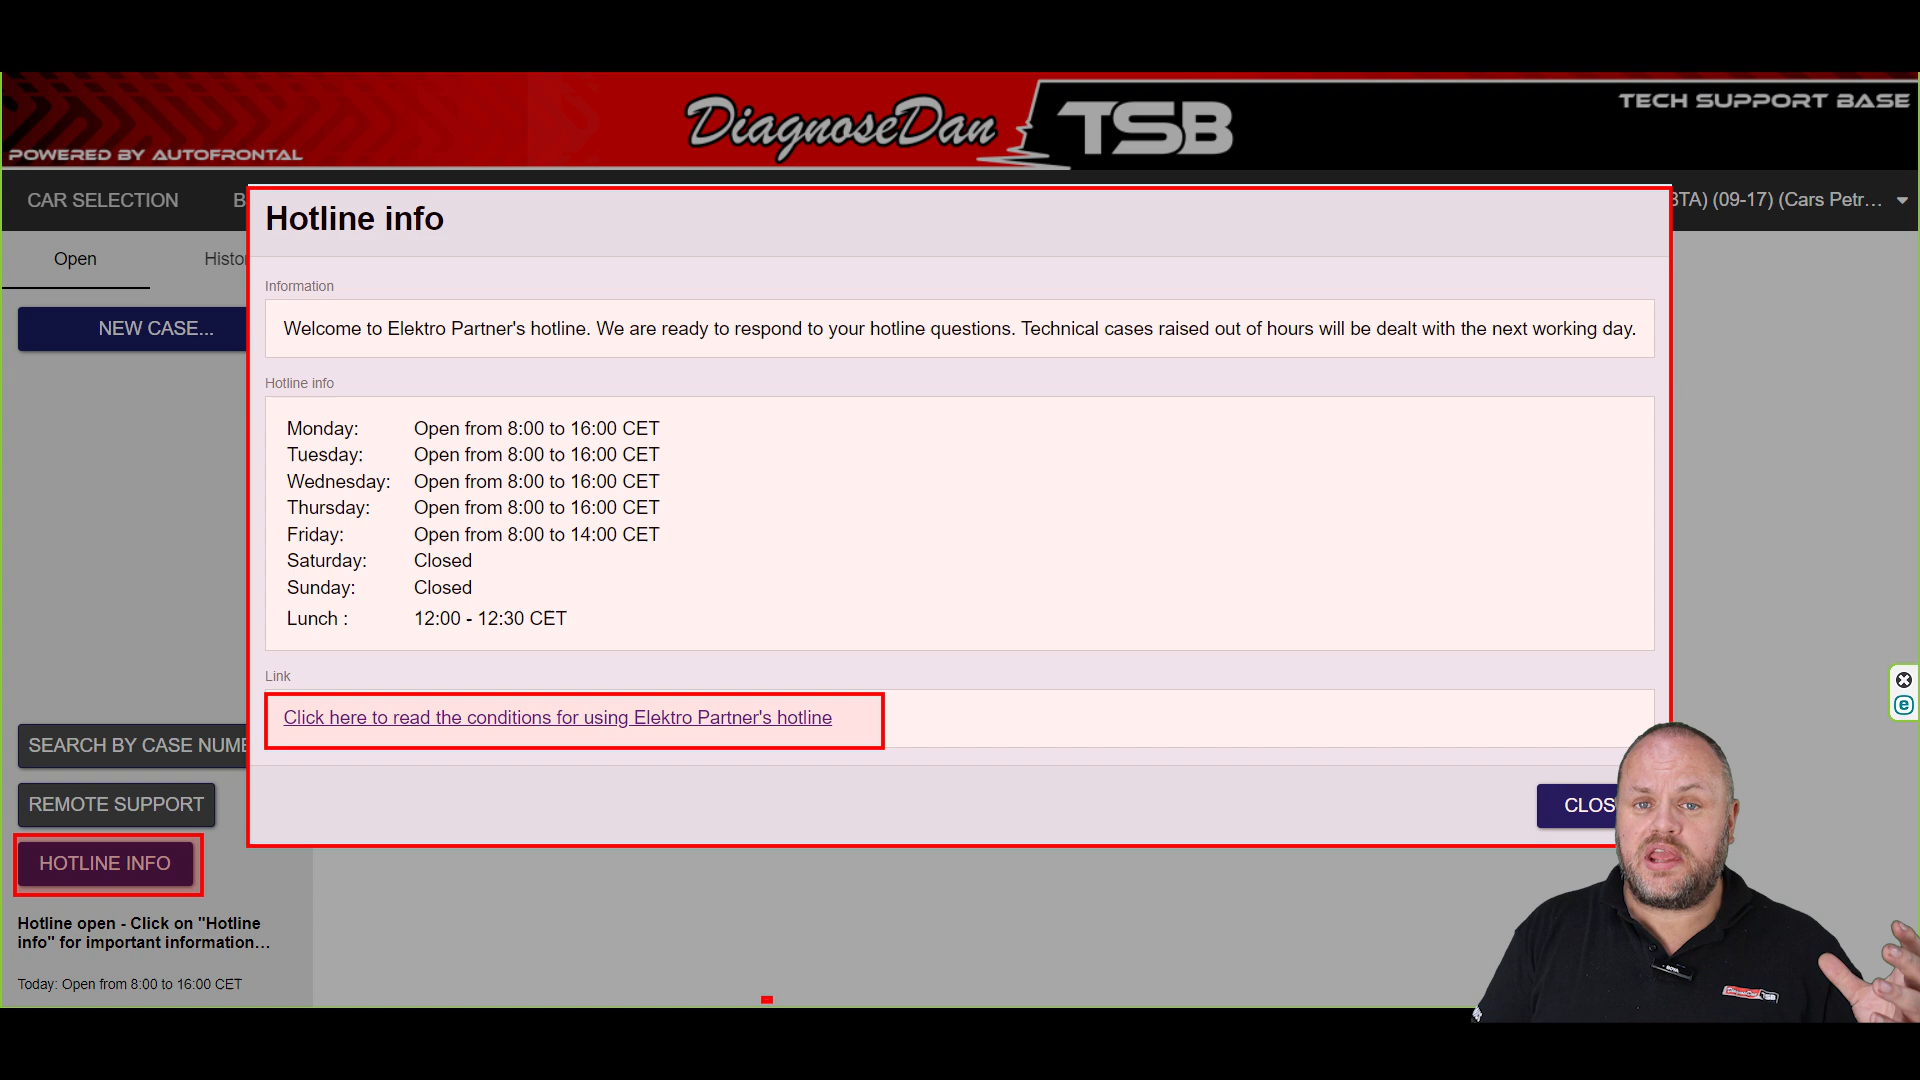 POWERED BY AUTOFRONTAL
DiagnoseDan TSB
TECH SUPPORT BASE
CAR SELECTION
BTA) (09-17) (Cars Petr...
Open
NEW CASE...
Hotline info
Information
Welcome to Elektro Partner's hotline. We are ready to respond to your hotline questions. Technical cases raised out of hours will be dealt with the next working day.
Hotline info
Monday: Open from 8:00 to 16:00 CET
Tuesday: Open from 8:00 to 16:00 CET
Wednesday: Open from 8:00 to 16:00 CET
Thursday: Open from 8:00 to 16:00 CET
Friday: Open from 8:00 to 14:00 CET
Saturday: Closed
Sunday: Closed
Lunch : 12:00 - 12:30 CET
Link
Click here to read the conditions for using Elektro Partner's hotline
CLOS
SEARCH BY CASE NUME
REMOTE SUPPORT
HOTLINE INFO
Hotline open - Click on "Hotline
info" for important information...
Today: Open from 8:00 to 16:00 CET
BOYA
DiagnoseDan TSB